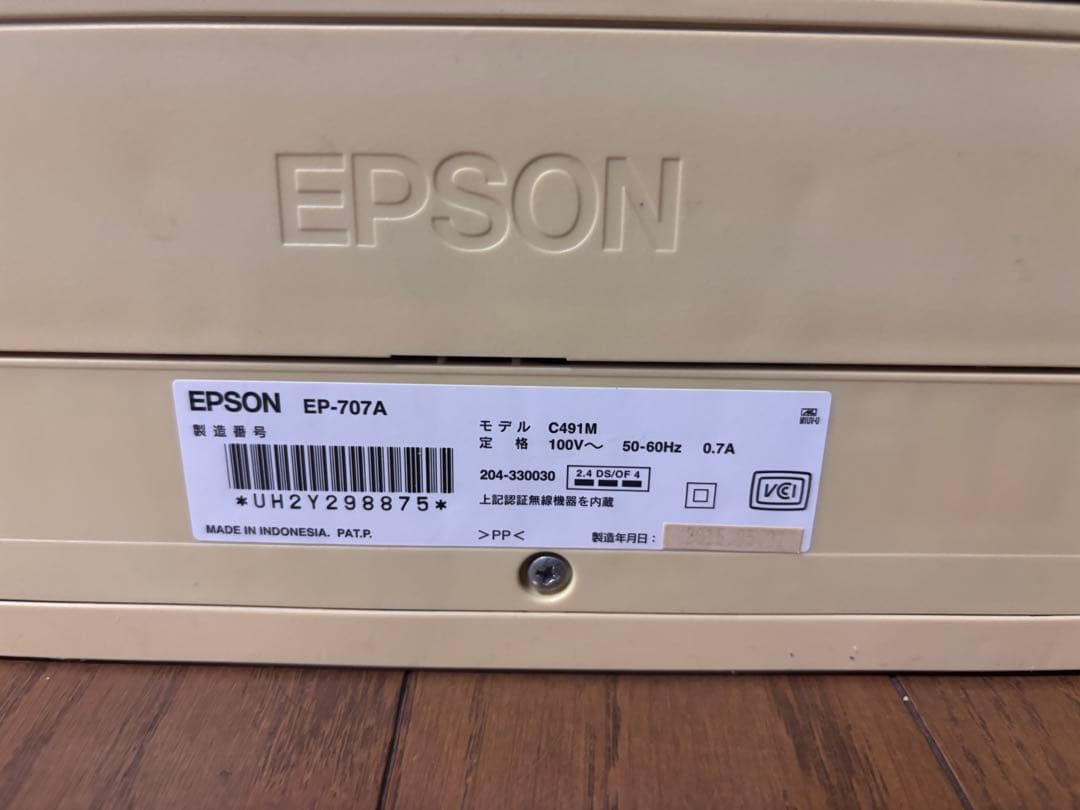 EPSON
EPSON EP-707A
製造番号
*UH2Y298875*
MADE IN INDONESIA. PAT.P.
モデル C491M
定格 100V～ 50-60Hz 0.7A
204-330030 2.4 DS/OF 4
上記認証無線機器を内蔵
>PP<
製造年月日：
VCCI